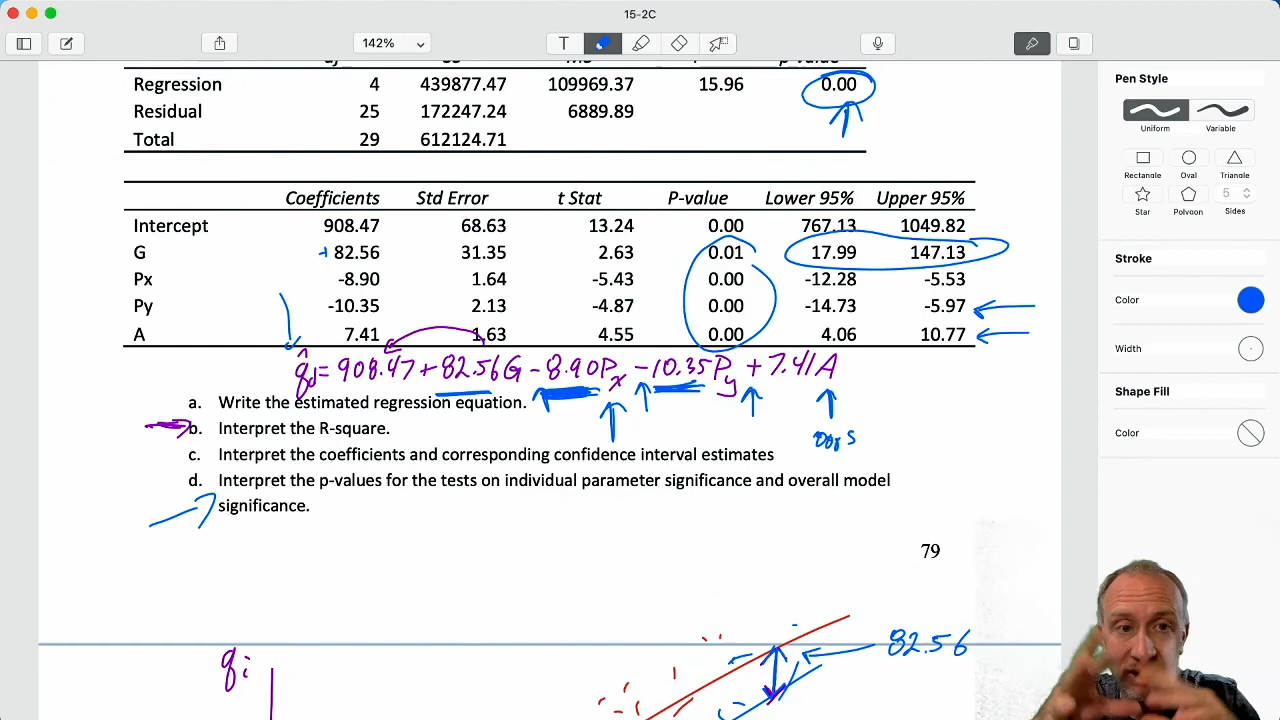 15-2C
142%
T
Pen Style
Uniform Variable
Rectangle Oval Triangle
Star Polygon Sides
5
Stroke
Color
Width
Shape Fill
Color
Regression 4 439877.47 109969.37 15.96 0.00
Residual 25 172247.24 6889.89
Total 29 612124.71
Coefficients Std Error t Stat P-value Lower 95% Upper 95%
Intercept 908.47 68.63 13.24 0.00 767.13 1049.82
G +82.56 31.35 2.63 0.01 17.99 147.13
Px -8.90 1.64 -5.43 0.00 -12.28 -5.53
Py -10.35 2.13 -4.87 0.00 -14.73 -5.97
A 7.41 1.63 4.55 0.00 4.06 10.77
q̂d = 908.47 + 82.56G - 8.90Px - 10.35Py + 7.41A
a. Write the estimated regression equation.
b. Interpret the R-square.
c. Interpret the coefficients and corresponding confidence interval estimates
d. Interpret the p-values for the tests on individual parameter significance and overall model
significance.
79
qi
82.56